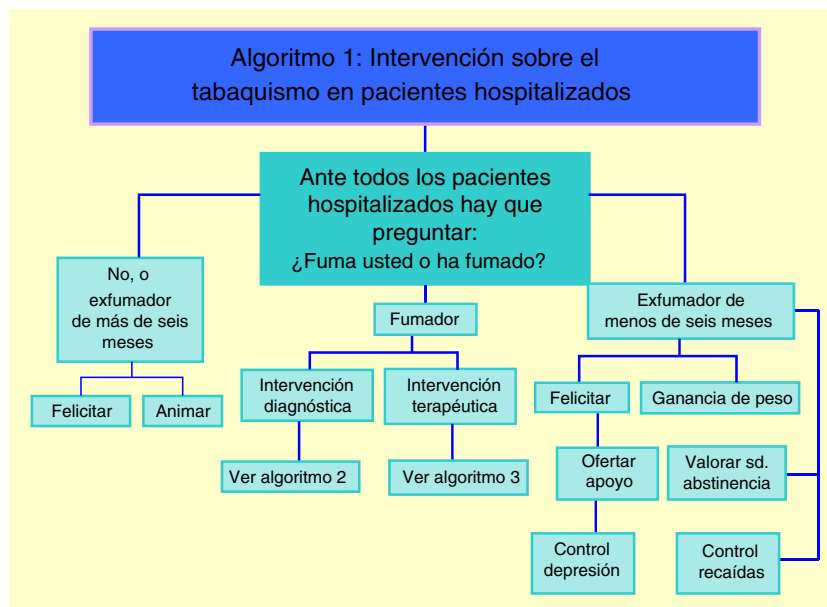 Algoritmo 1: Intervención sobre el
tabaquismo en pacientes hospitalizados
Ante todos los pacientes
hospitalizados hay que
preguntar:
¿Fuma usted o ha fumado?
No, o
exfumador
de más de seis
meses
Felicitar
Animar
Fumador
Intervención
diagnóstica
Intervención
terapéutica
Ver algoritmo 2
Ver algoritmo 3
Exfumador de
menos de seis meses
Felicitar
Ganancia de peso
Ofertar
apoyo
Valorar sd.
abstinencia
Control
depresión
Control
recaídas